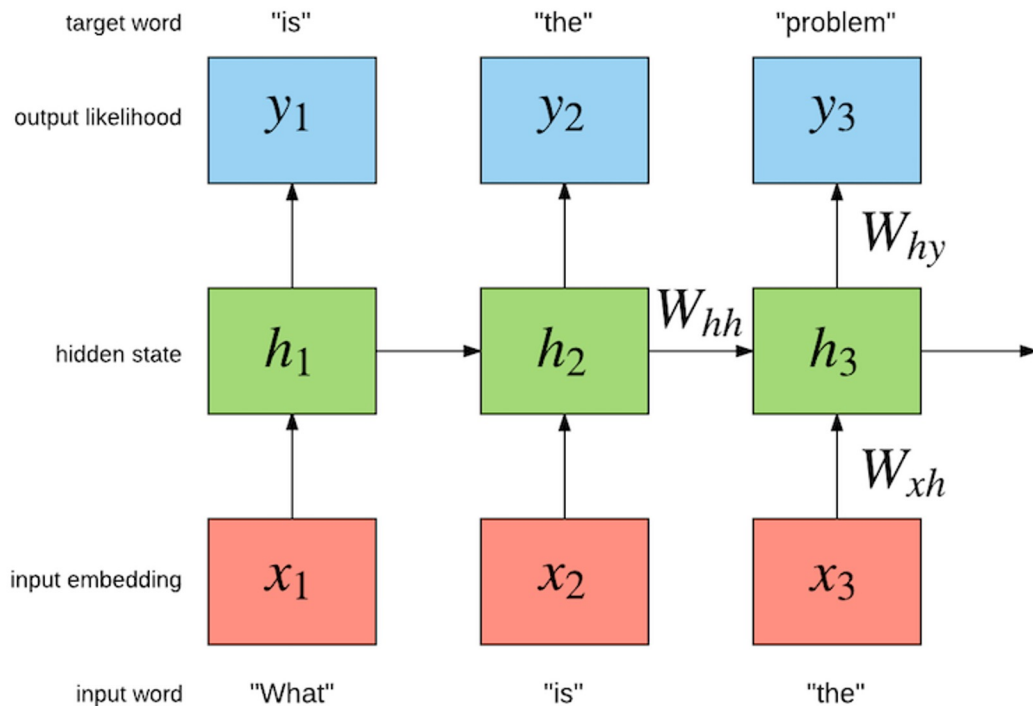 target word "is" "the" "problem"
output likelihood y₁ y₂ y₃
W_hy
W_hh
hidden state h₁ h₂ h₃
W_xh
input embedding x₁ x₂ x₃
input word "What" "is" "the"